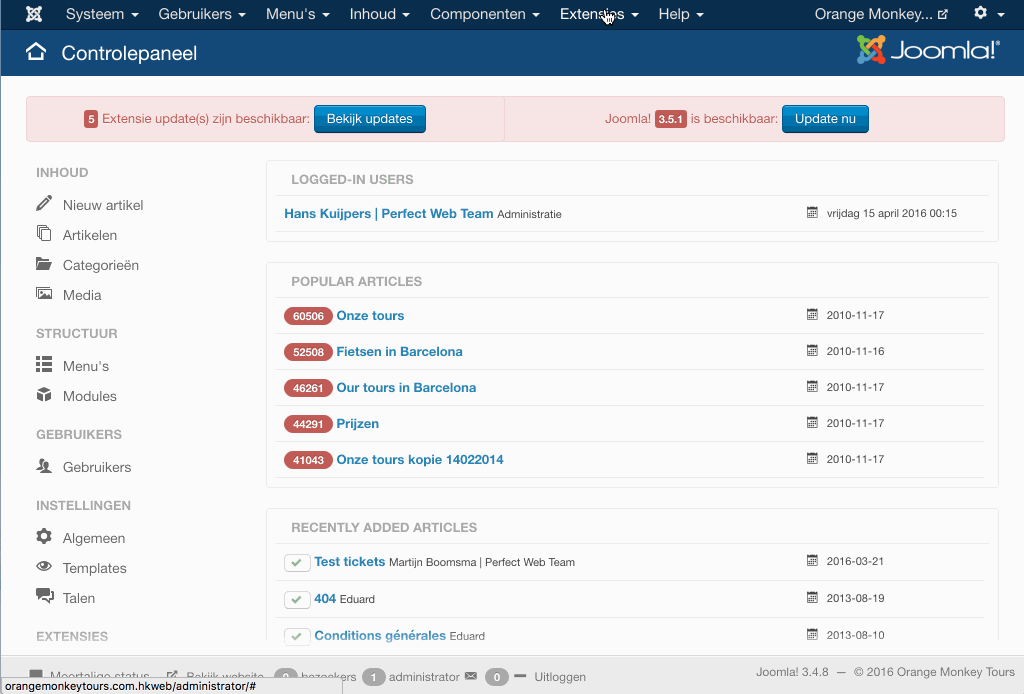 Systeem Gebruikers Menu's Inhoud Componenten Extensies Help Orange Monkey...
Controlepaneel Joomla!®
5 Extensie update(s) zijn beschikbaar: Bekijk updates Joomla! 3.5.1 is beschikbaar: Update nu
INHOUD
Nieuw artikel
Artikelen
Categorieën
Media
STRUCTUUR
Menu's
Modules
GEBRUIKERS
Gebruikers
INSTELLINGEN
Algemeen
Templates
Talen
EXTENSIES
LOGGED-IN USERS
Hans Kuijpers | Perfect Web Team Administratie vrijdag 15 april 2016 00:15
POPULAR ARTICLES
60506 Onze tours 2010-11-17
52508 Fietsen in Barcelona 2010-11-16
46261 Our tours in Barcelona 2010-11-17
44291 Prijzen 2010-11-17
41043 Onze tours kopie 14022014 2010-11-17
RECENTLY ADDED ARTICLES
Test tickets Martijn Boomsma | Perfect Web Team 2016-03-21
404 Eduard 2013-08-19
Conditions générales Eduard 2013-08-10
Meertalige status Bekijk website 0 bezoekers 1 administrator 0 Uitloggen Joomla! 3.4.8 — © 2016 Orange Monkey Tours
orangemonkeytours.com.hkweb/administrator/#